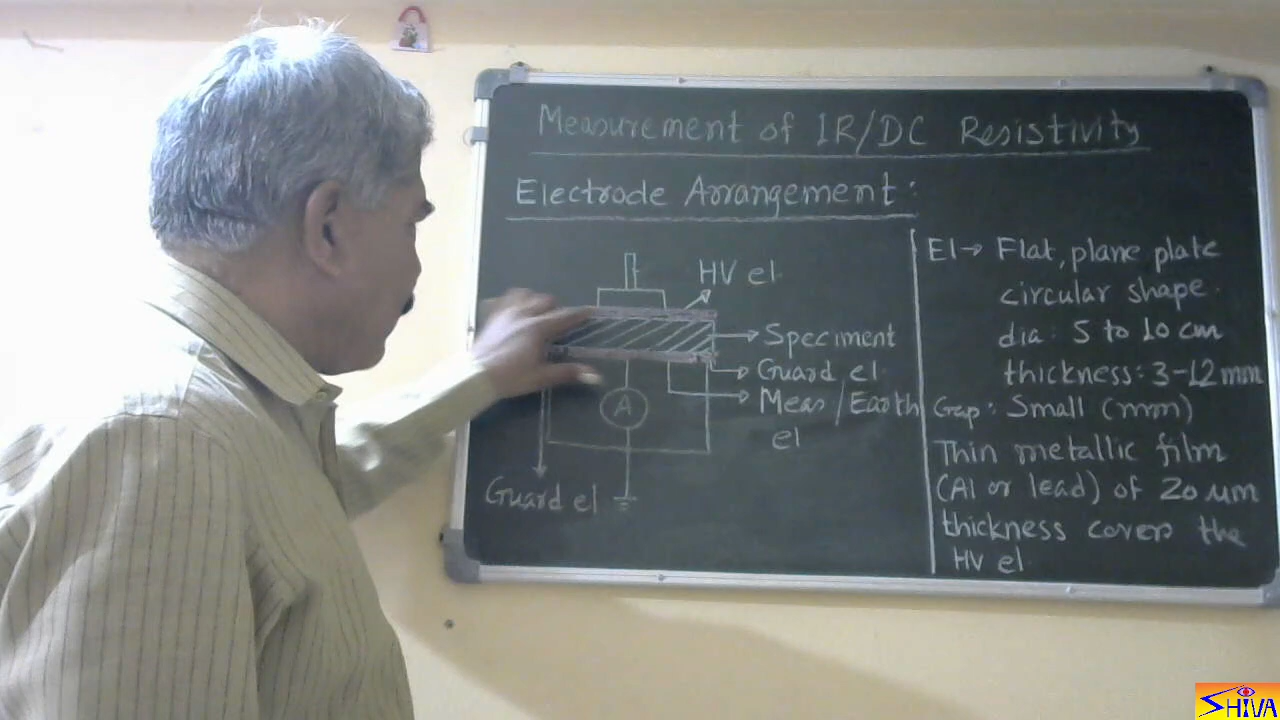 Measurement of IR/DC Resistivity
Electrode Arrangement:
HV el
Speciment
Guard el
Meas/Earth
el
A
Guard el
El→ Flat, plane plate
circular shape.
dia: 5 to 10 cm
thickness: 3-12mm
Gap: Small (mm)
Thin metallic film
(Al or lead) of 20 um
thickness covers the
HV el
SHIVA